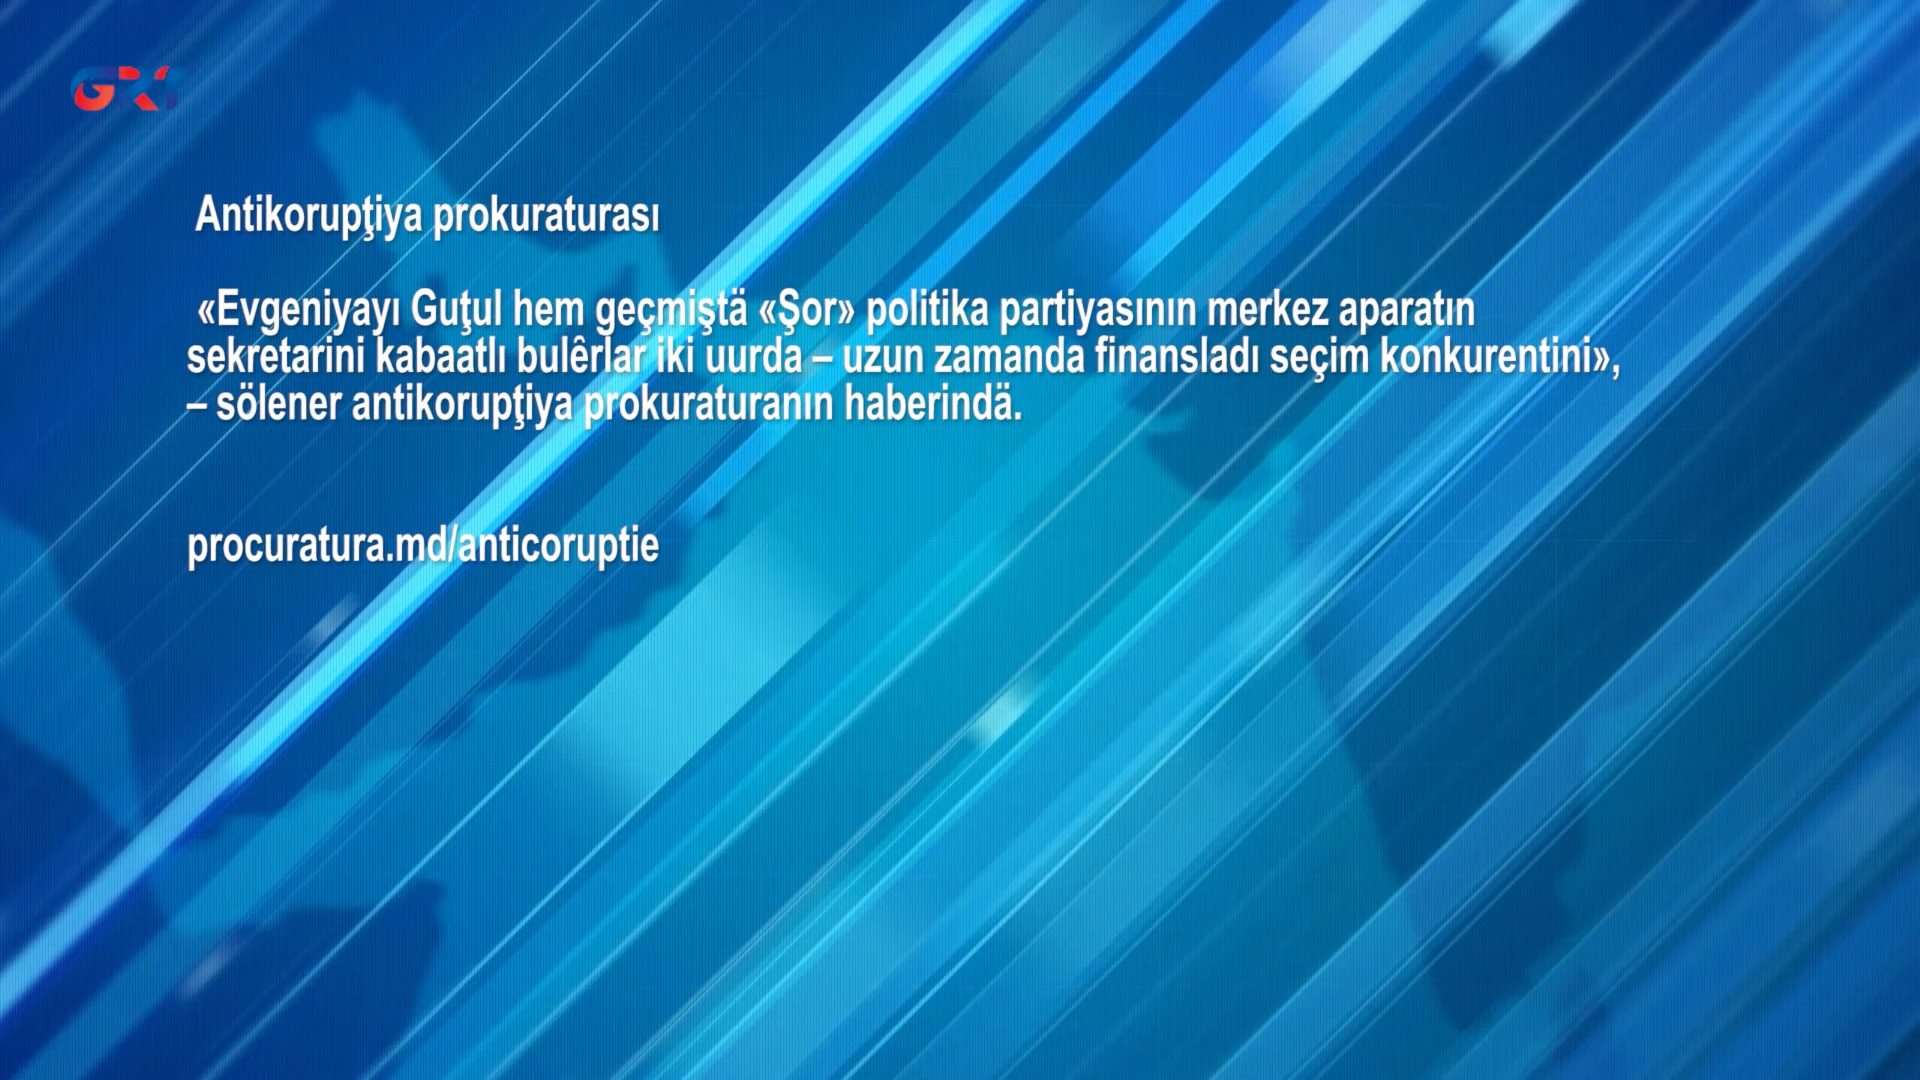 GRT
Antikorupţiya prokuraturası
«Evgeniyayı Guţul hem geçmiştä «Şor» politika partiyasının merkez aparatın
sekretarini kabaatlı bulêrlar iki uurda – uzun zamanda finansladı seçim konkurentini»,
– sölener antikorupţiya prokuraturanın haberindä.
procuratura.md/anticoruptie